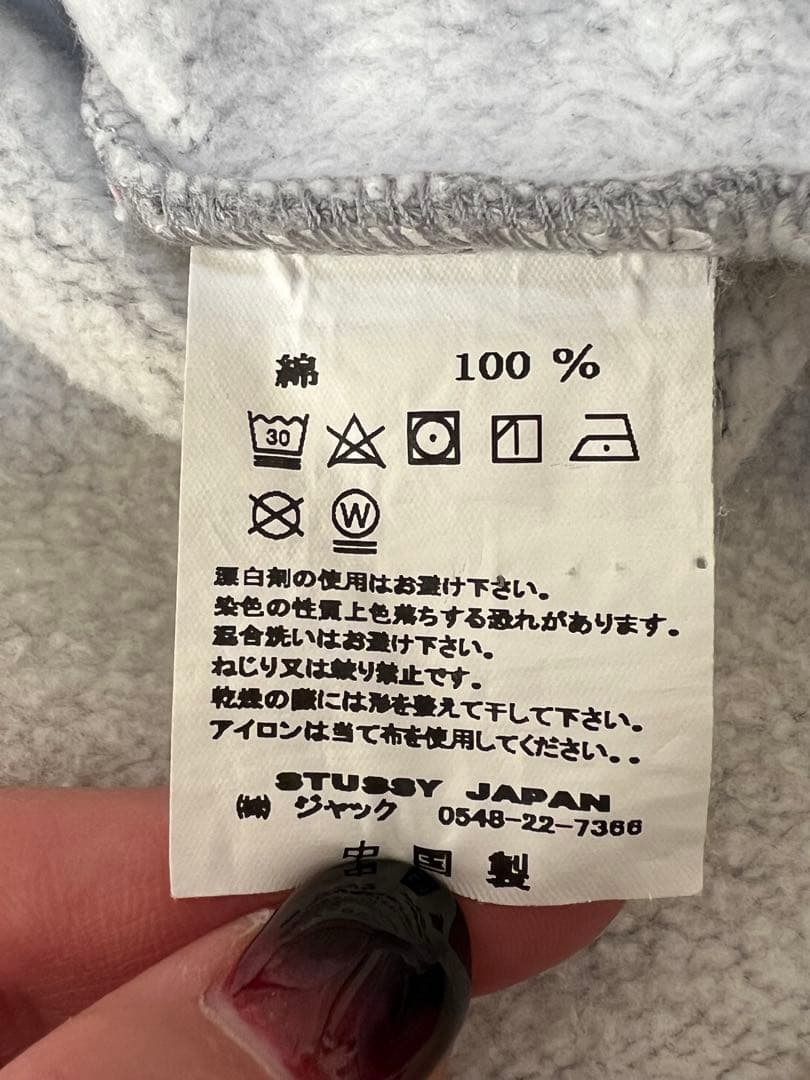 綿 100 %
30
W
漂白剤の使用はお避け下さい。
染色の性質上色落ちする恐れがあります。
混合洗いはお避け下さい。
ねじり又は絞り禁止です。
乾燥の際には形を整えて干して下さい。
アイロンは当て布を使用してください。.
STUSSY JAPAN
㈱ ジャック 0548-22-7366
中国製